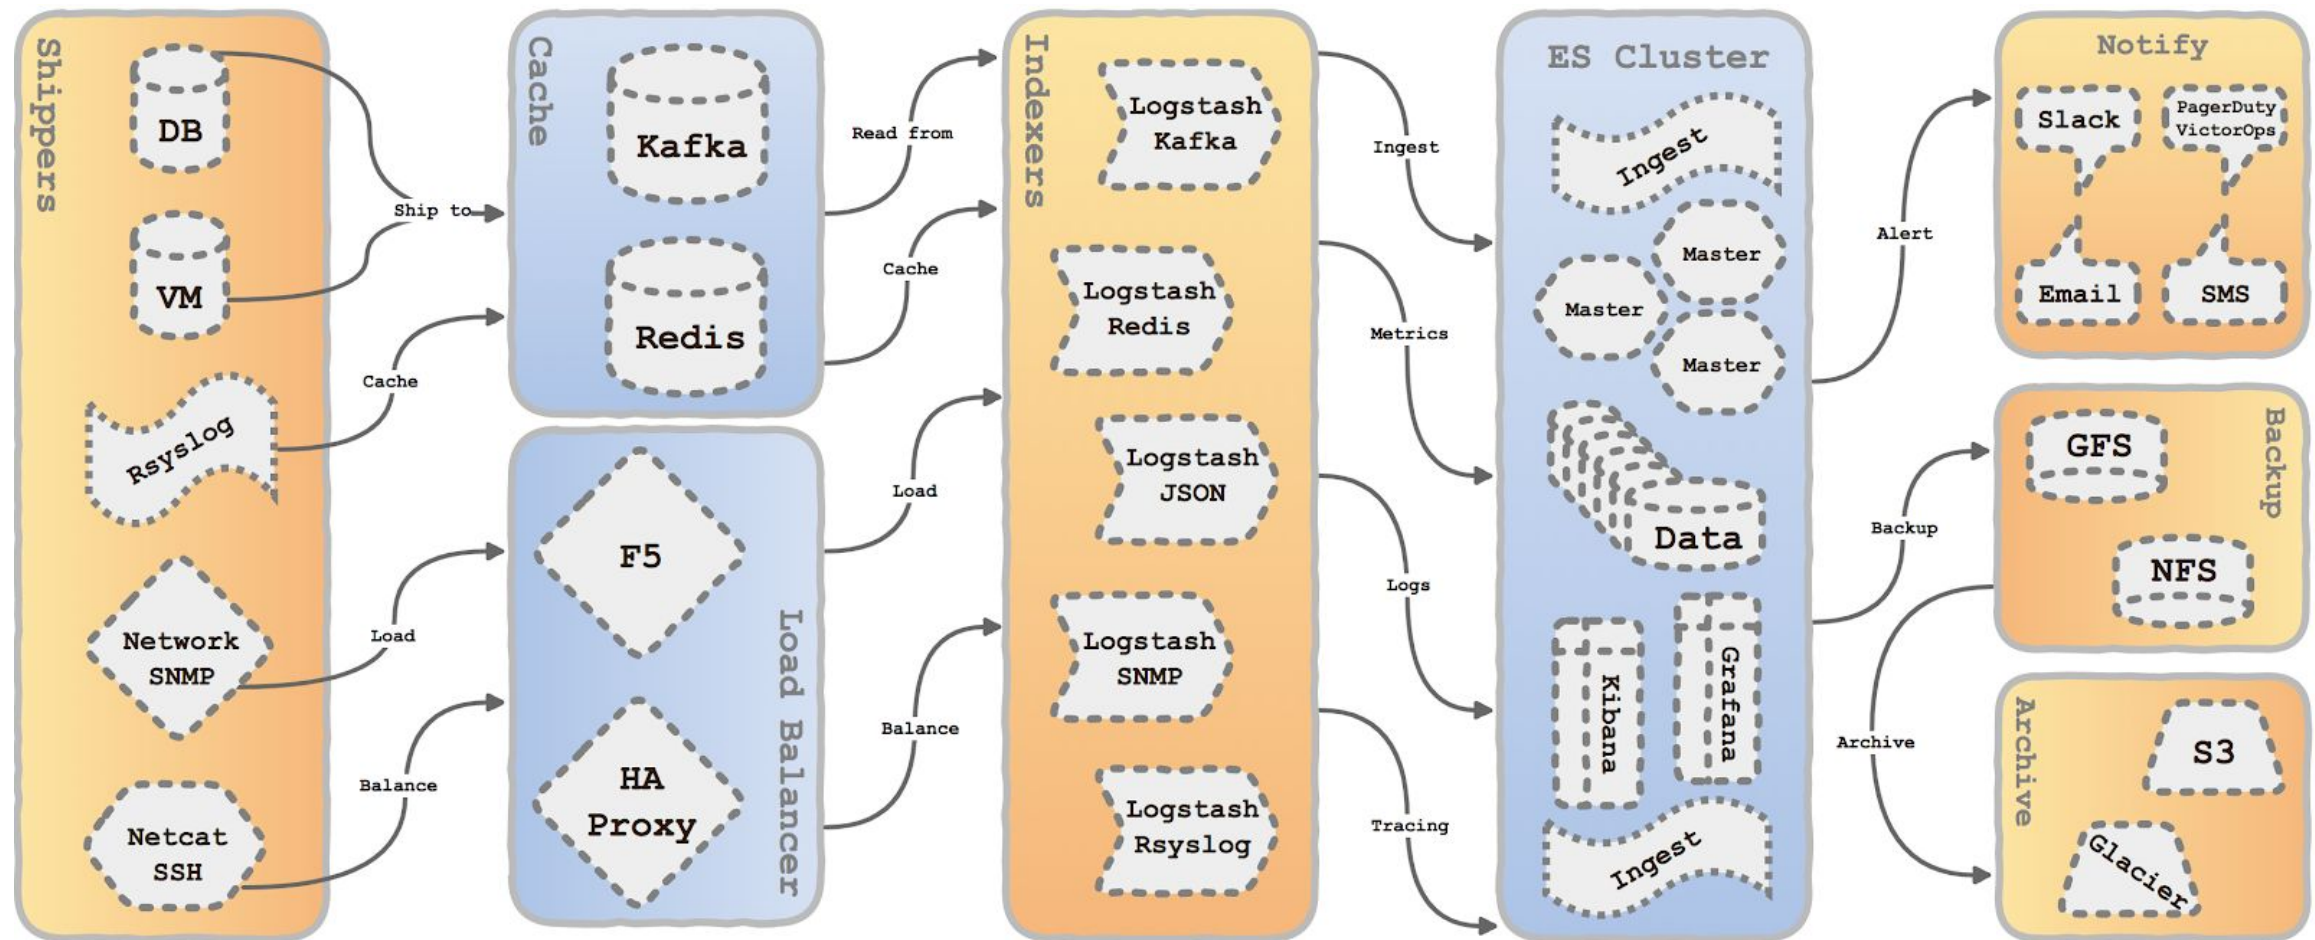 Shippers
DB
VM
Rsyslog
Network
SNMP
Netcat
SSH
Ship to
Cache
Load
Balance
Cache
Kafka
Redis
Load Balancer
F5
HA
Proxy
Read from
Cache
Load
Balance
Indexers
Logstash
Kafka
Logstash
Redis
Logstash
JSON
Logstash
SNMP
Logstash
Rsyslog
Ingest
Metrics
Logs
Tracing
ES Cluster
Ingest
Master
Master
Master
Data
Kibana
Grafana
Ingest
Alert
Backup
Archive
Notify
Slack
PagerDuty
VictorOps
Email
SMS
Backup
GFS
NFS
Archive
S3
Glacier